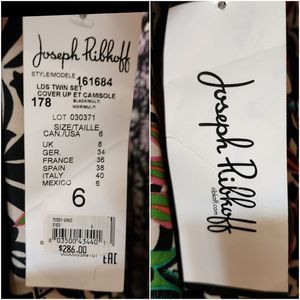 Joseph Ribkoff
STYLE/MODELE 161684
LDS TWIN SET
COVER UP ET CAMISOLE
178 BLACK/MULTI
NOIR/MULTI
LOT 030371
SIZE/TAILLE
CAN./USA 6
UK 8
GER. 34
FRANCE 36
SPAIN 38
ITALY 40
MEXICO 6
6
$286.00
EAC
Joseph Ribkoff
ribkoff.com